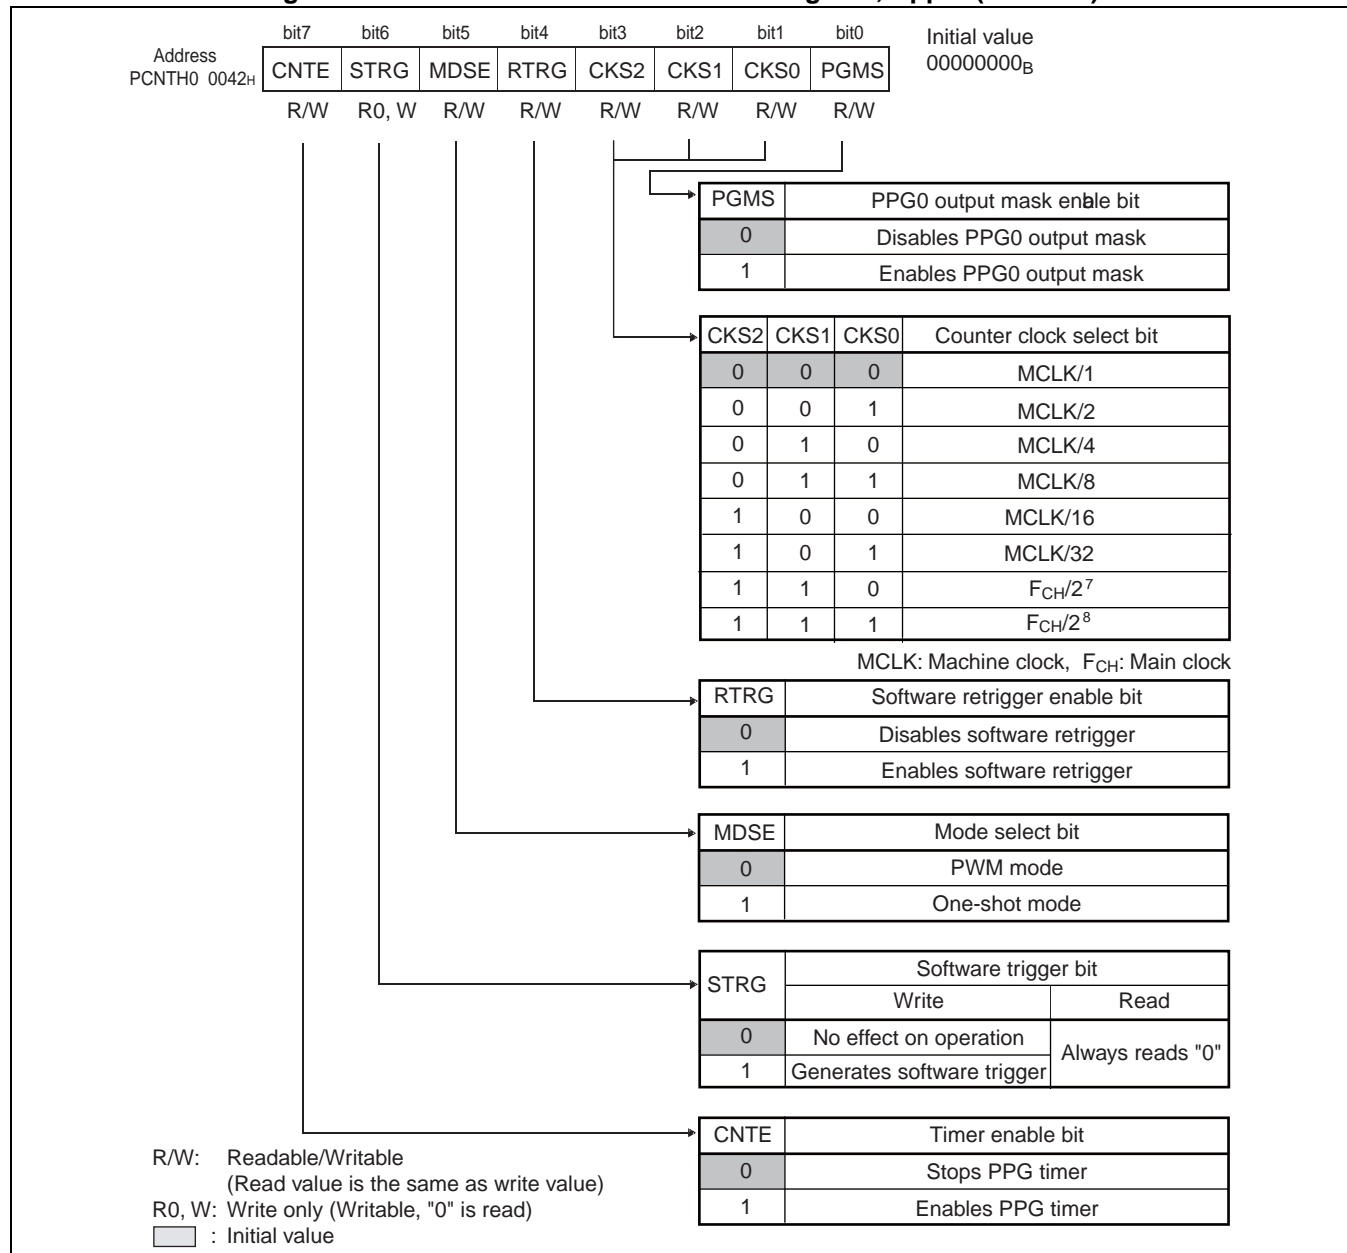 bit7 bit6 bit5 bit4 bit3 bit2 bit1 bit0 Initial value
Address
PCNTH0 0042H CNTE STRG MDSE RTRG CKS2 CKS1 CKS0 PGMS 00000000B
R/W R0, W R/W R/W R/W R/W R/W R/W
PGMS PPG0 output mask enable bit
0 Disables PPG0 output mask
1 Enables PPG0 output mask
CKS2 CKS1 CKS0 Counter clock select bit
0 0 0 MCLK/1
0 0 1 MCLK/2
0 1 0 MCLK/4
0 1 1 MCLK/8
1 0 0 MCLK/16
1 0 1 MCLK/32
1 1 0 FCH/2⁷
1 1 1 FCH/2⁸
MCLK: Machine clock, FCH: Main clock
RTRG Software retrigger enable bit
0 Disables software retrigger
1 Enables software retrigger
MDSE Mode select bit
0 PWM mode
1 One-shot mode
STRG Software trigger bit
Write Read
0 No effect on operation Always reads "0"
1 Generates software trigger
CNTE Timer enable bit
0 Stops PPG timer
1 Enables PPG timer
R/W: Readable/Writable
(Read value is the same as write value)
R0, W: Write only (Writable, "0" is read)
: Initial value